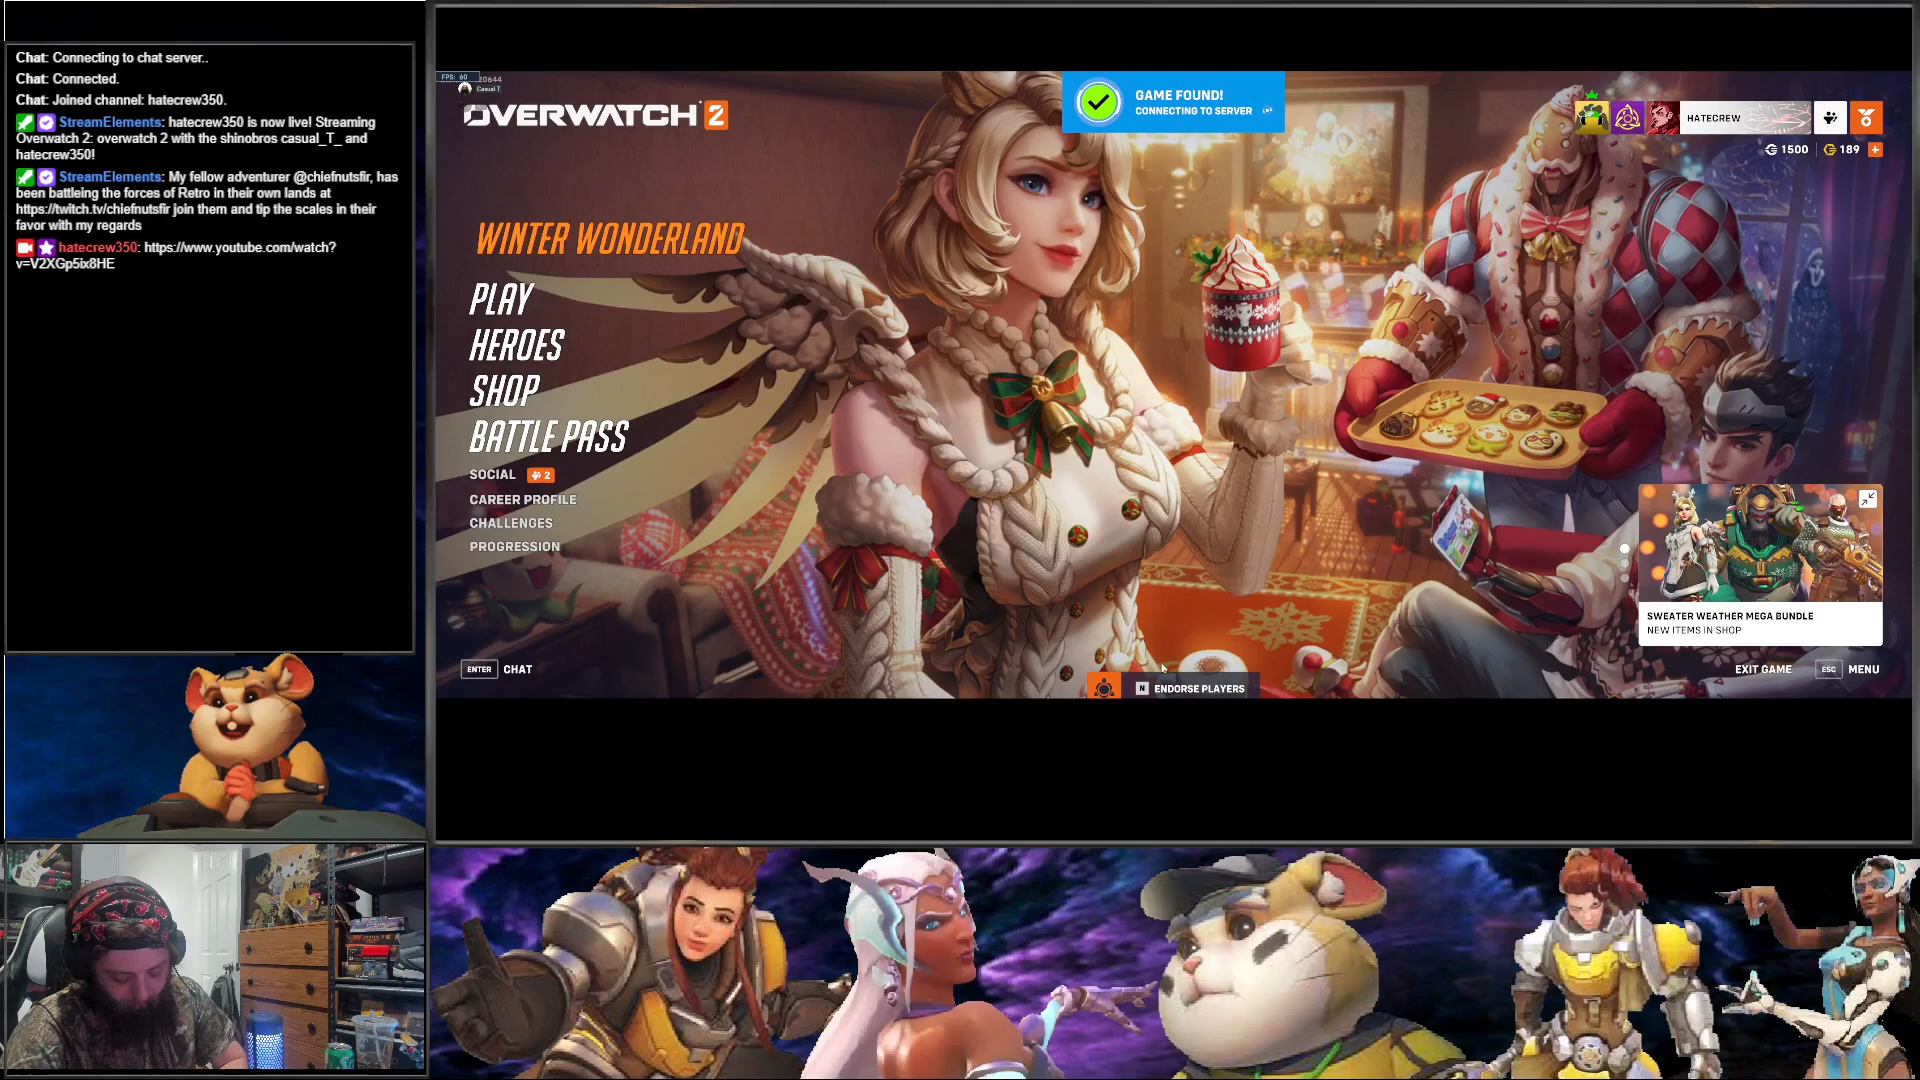 Chat: Connecting to chat server..
Chat: Connected.
Chat: Joined channel: hatecrew350.
StreamElements: hatecrew350 is now live! Streaming
Overwatch 2: overwatch 2 with the shinobros casual_T_ and
hatecrew350!
StreamElements: My fellow adventurer @chiefnutsfir, has
been battleing the forces of Retro in their own lands at
https://twitch.tv/chiefnutsfir join them and tip the scales in their
favor with my regards
hatecrew350: https://www.youtube.com/watch?
v=V2XGp5ix8HE
FPS: 60
20644
Casual T
OVERWATCH 2
GAME FOUND!
CONNECTING TO SERVER
HATECREW
1500
189
WINTER WONDERLAND
PLAY
HEROES
SHOP
BATTLE PASS
SOCIAL 2
CAREER PROFILE
CHALLENGES
PROGRESSION
SWEATER WEATHER MEGA BUNDLE
NEW ITEMS IN SHOP
ENTER CHAT
N ENDORSE PLAYERS
EXIT GAME ESC MENU